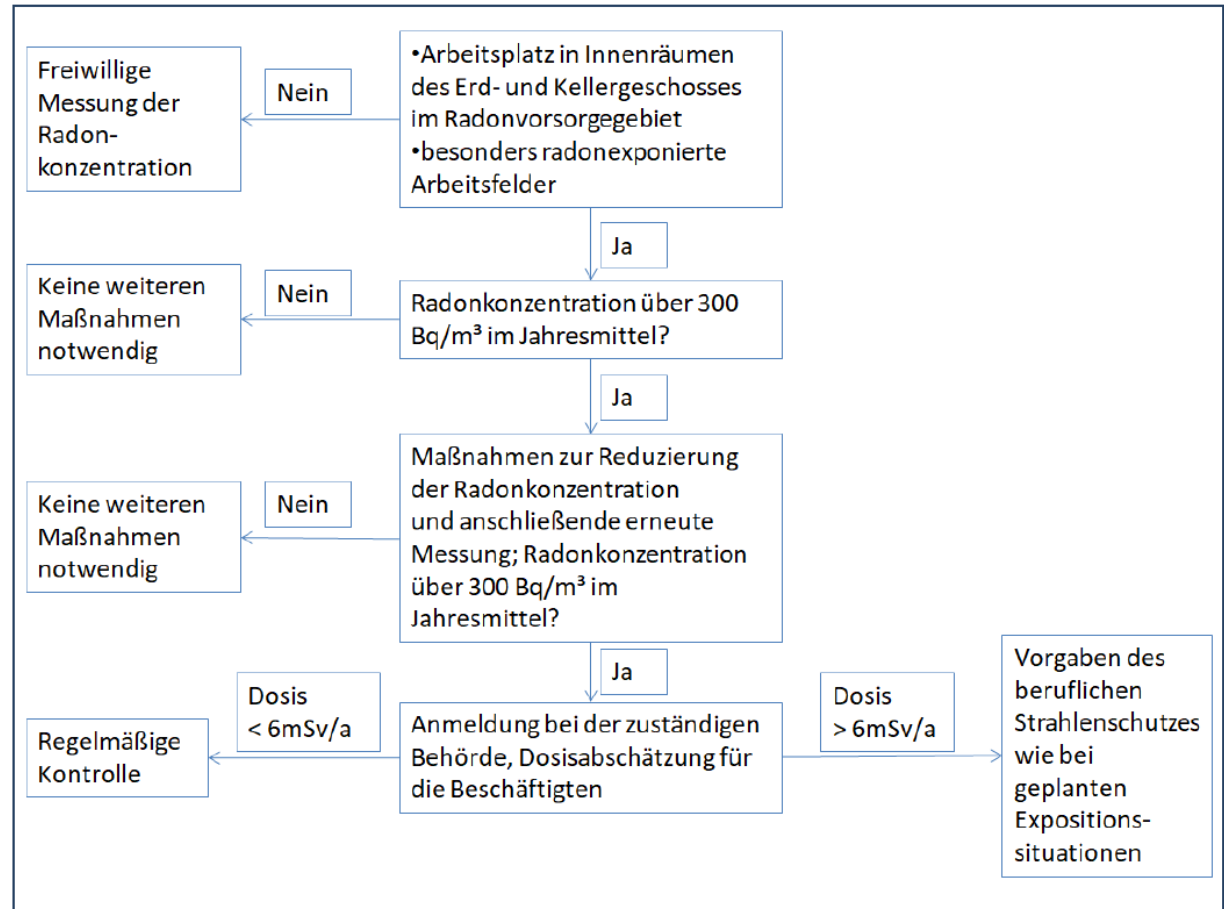 Freiwillige
Messung der
Radon-
konzentration
Nein
•Arbeitsplatz in Innenräumen
des Erd- und Kellergeschosses
im Radonvorsorgegebiet
•besonders radonexponierte
Arbeitsfelder
Ja
Keine weiteren
Maßnahmen
notwendig
Nein
Radonkonzentration über 300
Bq/m³ im Jahresmittel?
Ja
Keine weiteren
Maßnahmen
notwendig
Nein
Maßnahmen zur Reduzierung
der Radonkonzentration
und anschließende erneute
Messung; Radonkonzentration
über 300 Bq/m³ im
Jahresmittel?
Ja
Regelmäßige
Kontrolle
Dosis
< 6mSv/a
Anmeldung bei der zuständigen
Behörde, Dosisabschätzung für
die Beschäftigten
Dosis
> 6mSv/a
Vorgaben des
beruflichen
Strahlenschutzes
wie bei
geplanten
Expositions-
situationen